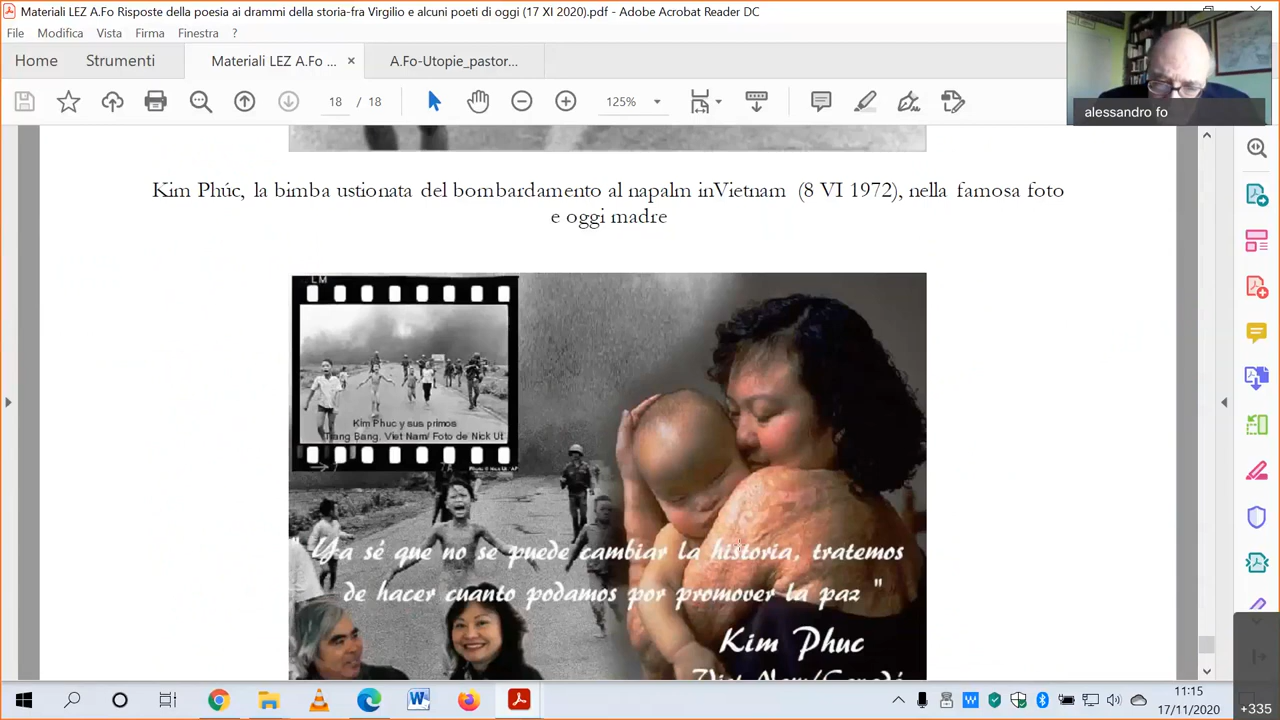 Materiali LEZ A.Fo Risposte della poesia ai drammi della storia-fra Virgilio e alcuni poeti di oggi (17 XI 2020).pdf - Adobe Acrobat Reader DC
File Modifica Vista Firma Finestra ?
Home Strumenti Materiali LEZ A.Fo ... × A.Fo-Utopie_pastor...
18 / 18 125%
alessandro fo
Kim Phúc, la bimba ustionata del bombardamento al napalm inVietnam (8 VI 1972), nella famosa foto
e oggi madre
LM
Kim Phuc y sus primos
Trang Bang, Viet Nam/ Foto de Nick Ut
" Ya sé que no se puede cambiar la historia, tratemos
de hacer cuanto podamos por promover la paz "
Kim Phuc
11:15
17/11/2020
+335